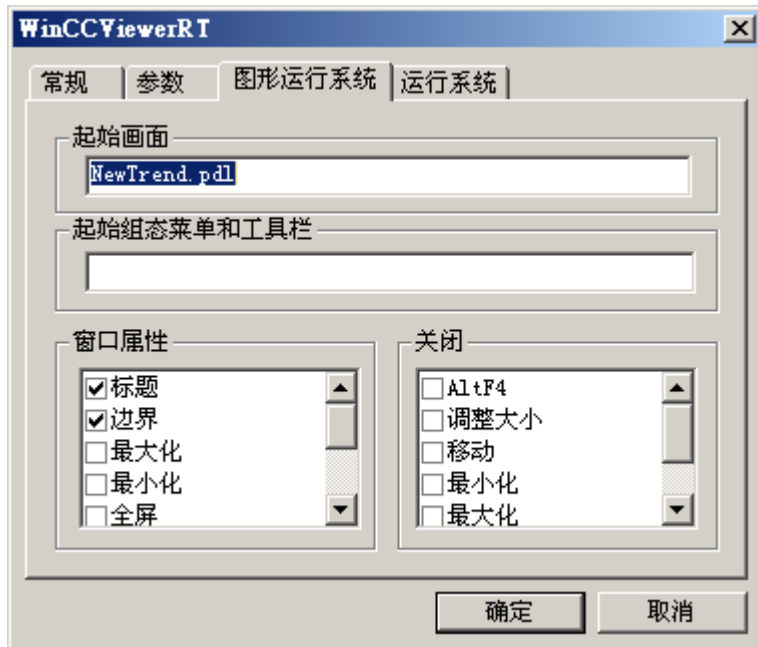 WinCCViewerRT
常规 参数 图形运行系统 运行系统
起始画面
NewTrend.pdl
起始组态菜单和工具栏
窗口属性
标题
边界
最大化
最小化
全屏
关闭
AltF4
调整大小
移动
最小化
最大化
确定 取消